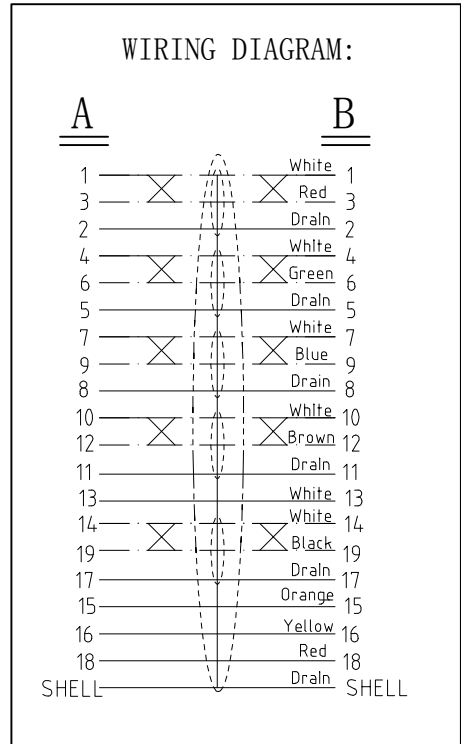 WIRING DIAGRAM:
A B
1 White 1
3 Red 3
2 Drain 2
4 White 4
6 Green 6
5 Drain 5
7 White 7
9 Blue 9
8 Drain 8
10 White 10
12 Brown 12
11 Drain 11
13 White 13
14 White 14
19 Black 19
17 Drain 17
15 Orange 15
16 Yellow 16
18 Red 18
SHELL Drain SHELL